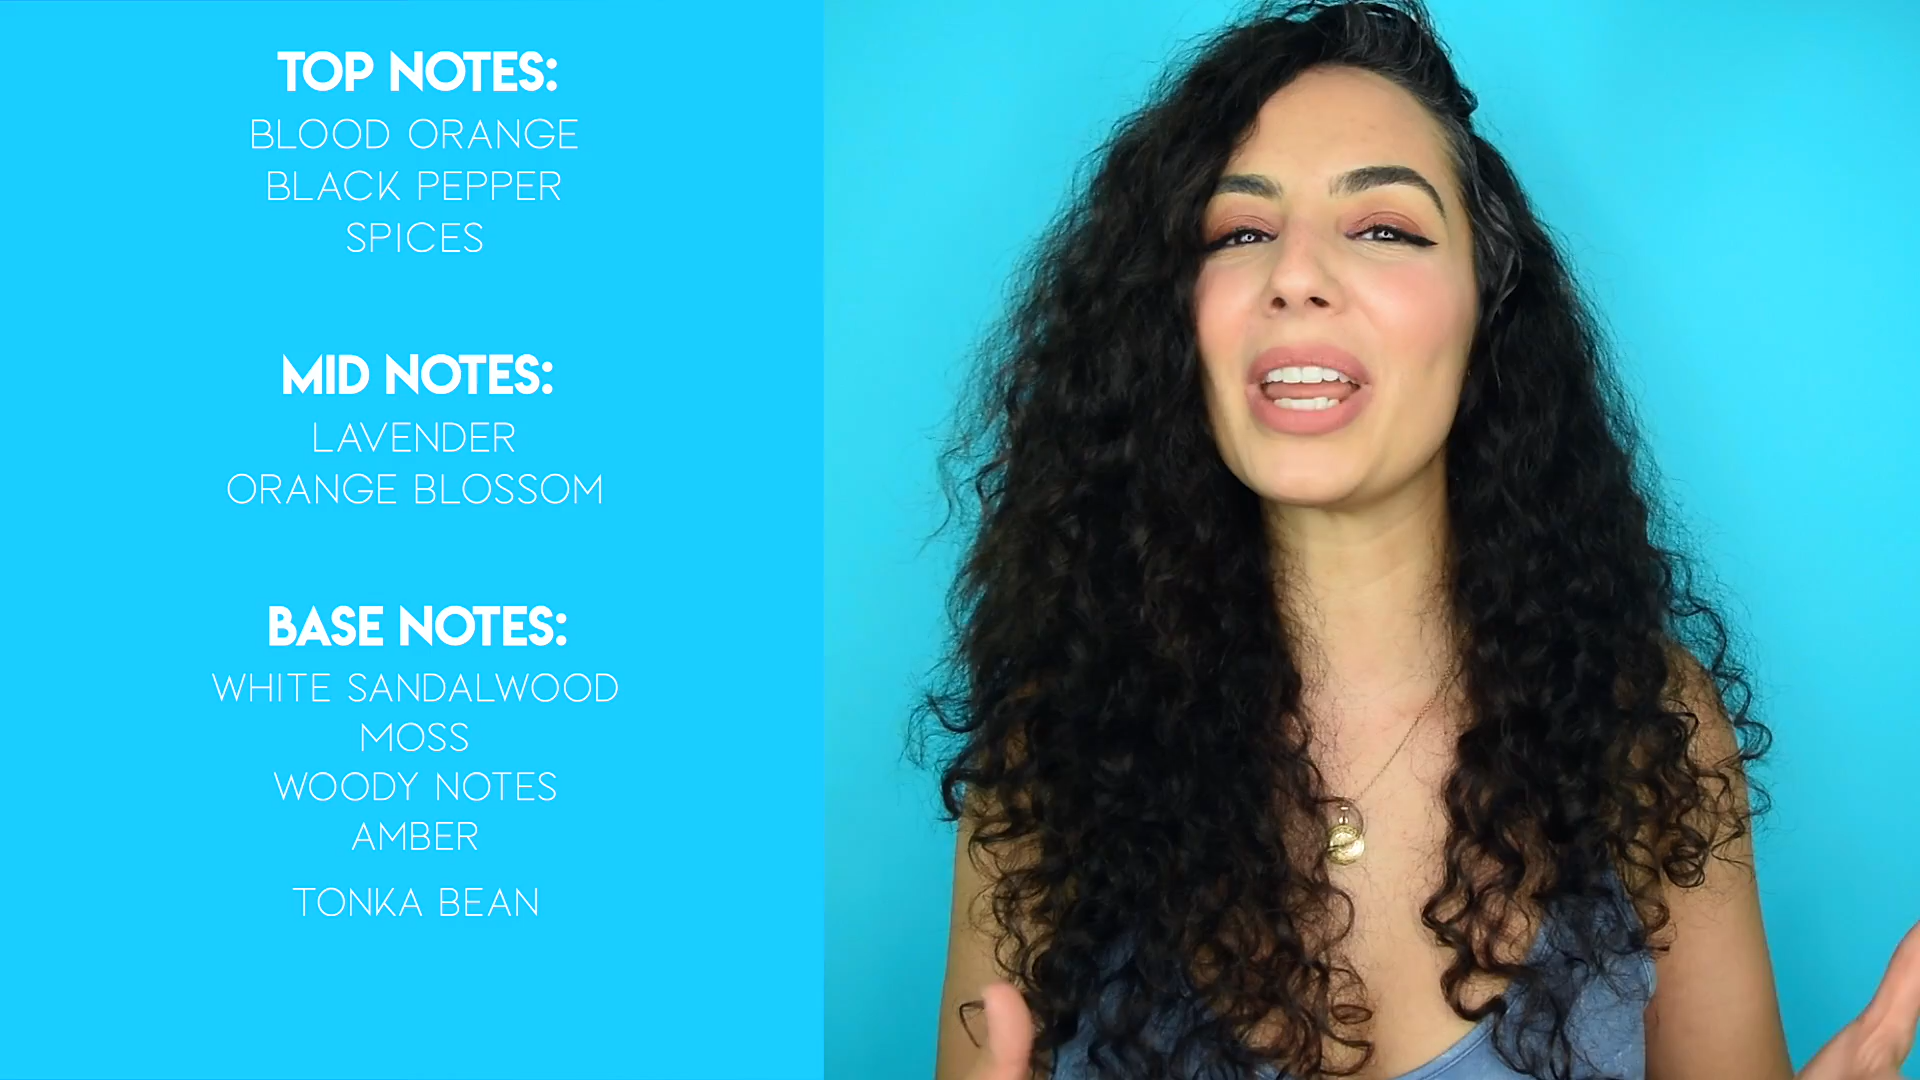 TOP NOTES:
BLOOD ORANGE
BLACK PEPPER
SPICES
MID NOTES:
LAVENDER
ORANGE BLOSSOM
BASE NOTES:
WHITE SANDALWOOD
MOSS
WOODY NOTES
AMBER
TONKA BEAN